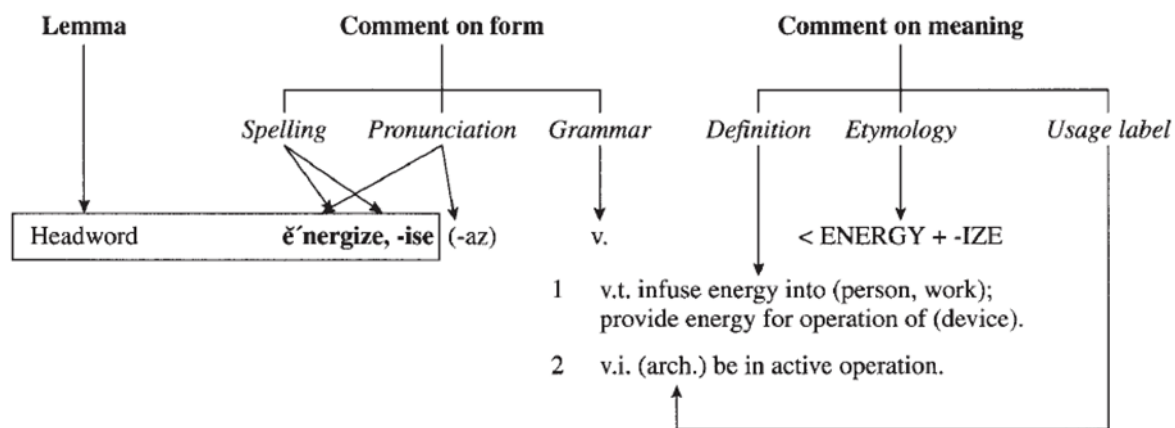 Lemma Comment on form Comment on meaning
Spelling Pronunciation Grammar Definition Etymology Usage label
Headword ĕ´nergize, -ise (-az) v. < ENERGY + -IZE
1 v.t. infuse energy into (person, work);
provide energy for operation of (device).
2 v.i. (arch.) be in active operation.